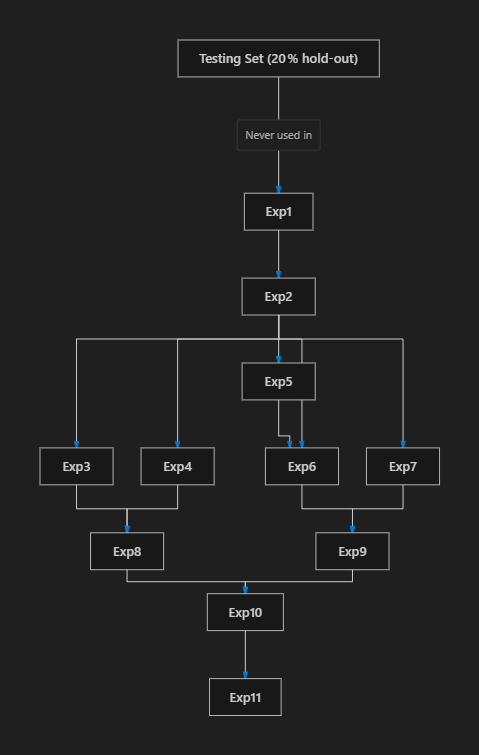 Testing Set (20% hold-out)
Never used in
Exp1
Exp2
Exp5
Exp3
Exp4
Exp6
Exp7
Exp8
Exp9
Exp10
Exp11